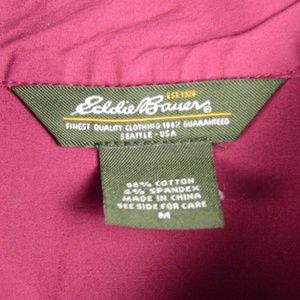 EST. 1920
Eddie Bauer®
FINEST QUALITY CLOTHING 100% GUARANTEED
SEATTLE - USA
96% COTTON
4% SPANDEX
MADE IN CHINA
SEE SIDE FOR CARE
M